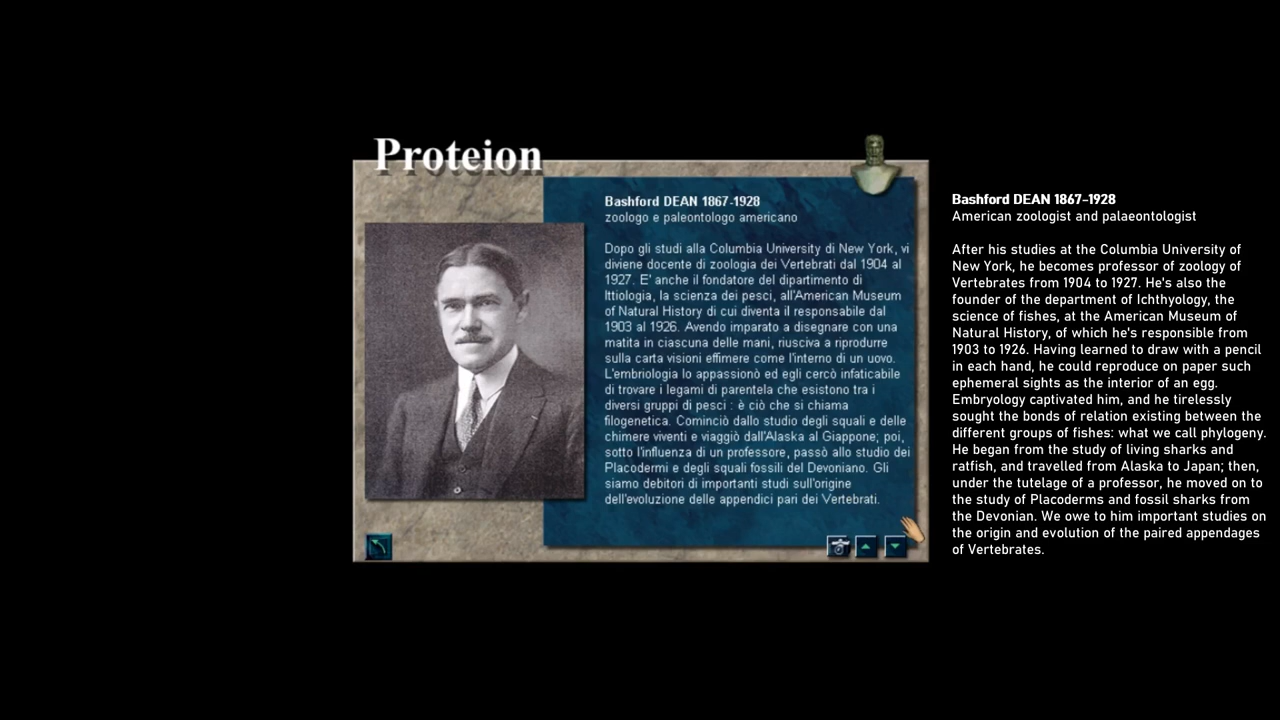 Proteion
Bashford DEAN 1867-1928
zoologo e paleontologo americano
Dopo gli studi alla Columbia University di New York, vi
diviene docente di zoologia dei Vertebrati dal 1904 al
1927. E' anche il fondatore del dipartimento di
Ittiologia, la scienza dei pesci, all'American Museum
of Natural History di cui diventa il responsabile dal
1903 al 1926. Avendo imparato a disegnare con una
matita in ciascuna delle mani, riusciva a riprodurre
sulla carta visioni effimere come l'interno di un uovo.
L'embriologia lo appassionò ed egli cercò infaticabile
di trovare i legami di parentela che esistono tra i
diversi gruppi di pesci : è ciò che si chiama
filogenetica. Cominciò dallo studio degli squali e delle
chimere viventi e viaggiò dall'Alaska al Giappone; poi,
sotto l'influenza di un professore, passò allo studio dei
Placodermi e degli squali fossili del Devoniano. Gli
siamo debitori di importanti studi sull'origine
dell'evoluzione delle appendici pari dei Vertebrati.
Bashford DEAN 1867-1928
American zoologist and palaeontologist
After his studies at the Columbia University of
New York, he becomes professor of zoology of
Vertebrates from 1904 to 1927. He's also the
founder of the department of Ichthyology, the
science of fishes, at the American Museum of
Natural History, of which he's responsible from
1903 to 1926. Having learned to draw with a pencil
in each hand, he could reproduce on paper such
ephemeral sights as the interior of an egg.
Embryology captivated him, and he tirelessly
sought the bonds of relation existing between the
different groups of fishes: what we call phylogeny.
He began from the study of living sharks and
ratfish, and travelled from Alaska to Japan; then,
under the tutelage of a professor, he moved on to
the study of Placoderms and fossil sharks from
the Devonian. We owe to him important studies on
the origin and evolution of the paired appendages
of Vertebrates.